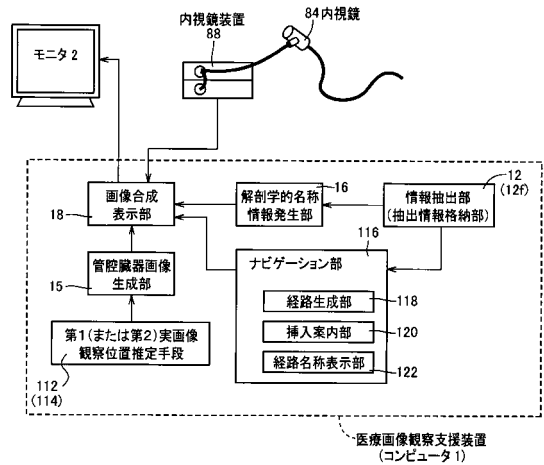 内視鏡装置
88
84内視鏡
モニタ2
画像合成
表示部
18
解剖学的名称
情報発生部
16
情報抽出部
(抽出情報格納部)
12
(12f)
管腔臓器画像
生成部
15
ナビゲーション部
116
経路生成部
118
挿入案内部
120
経路名称表示部
122
第1(または第2)実画像
観察位置推定手段
112
(114)
医療画像観察支援装置
(コンピュータ1)